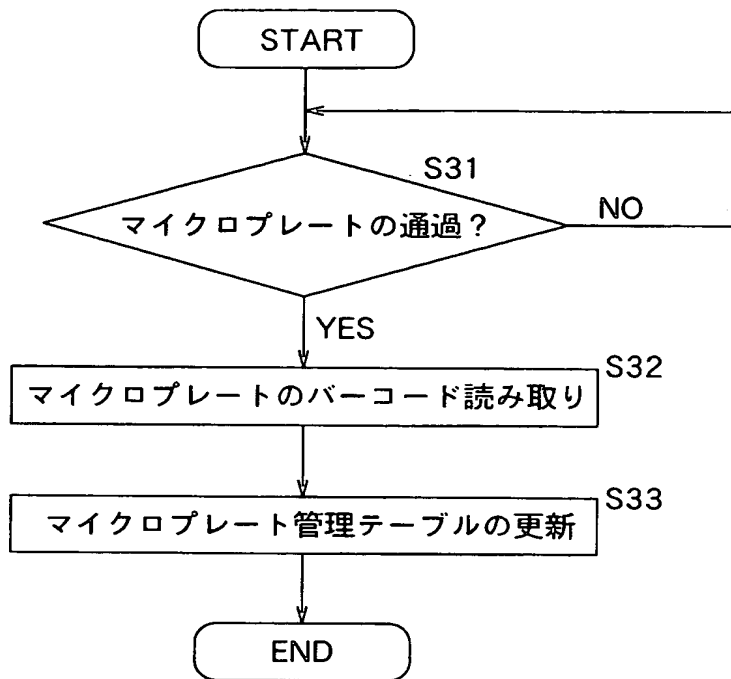 START
S31
マイクロプレートの通過？
NO
YES
S32
マイクロプレートのバーコード読み取り
S33
マイクロプレート管理テーブルの更新
END